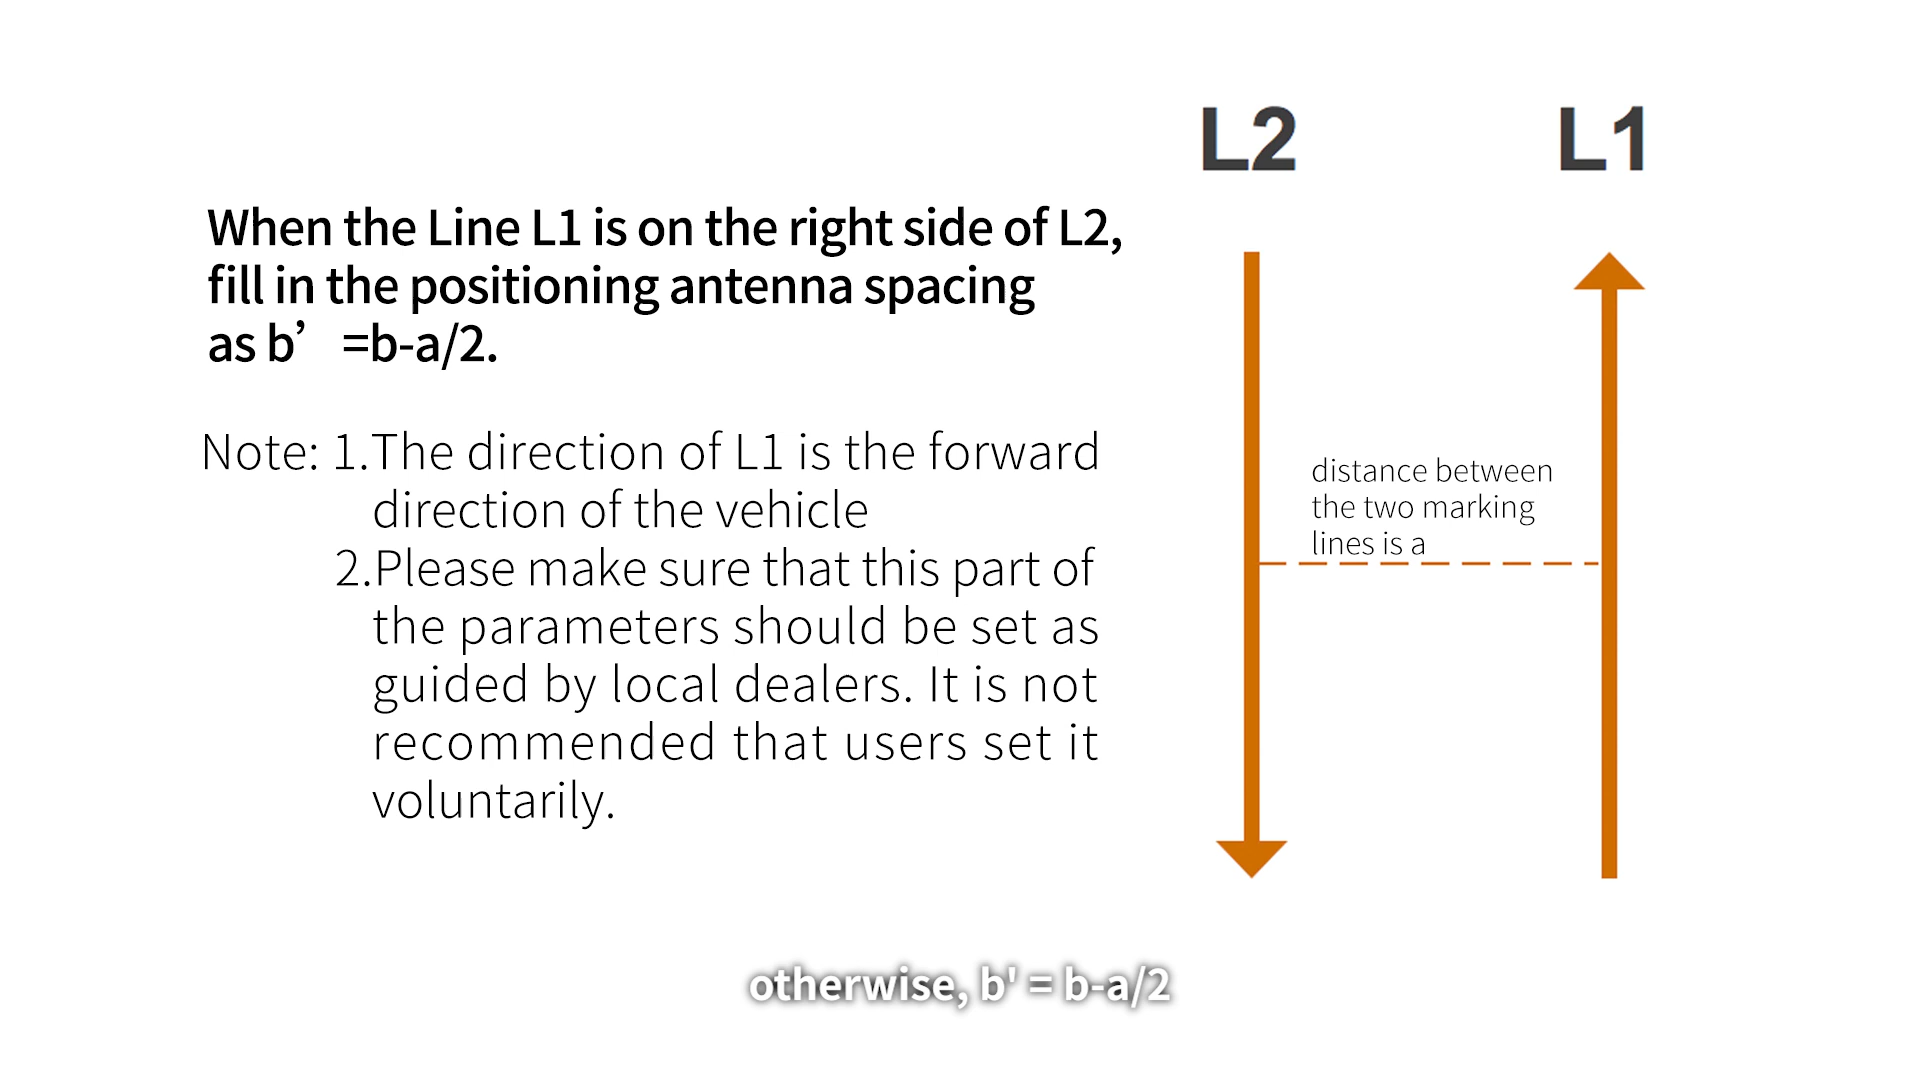 L2
L1
When the Line L1 is on the right side of L2,
fill in the positioning antenna spacing
as b’ =b-a/2.
Note: 1.The direction of L1 is the forward
direction of the vehicle
2.Please make sure that this part of
the parameters should be set as
guided by local dealers. It is not
recommended that users set it
voluntarily.
distance between
the two marking
lines is a
otherwise, b' = b-a/2